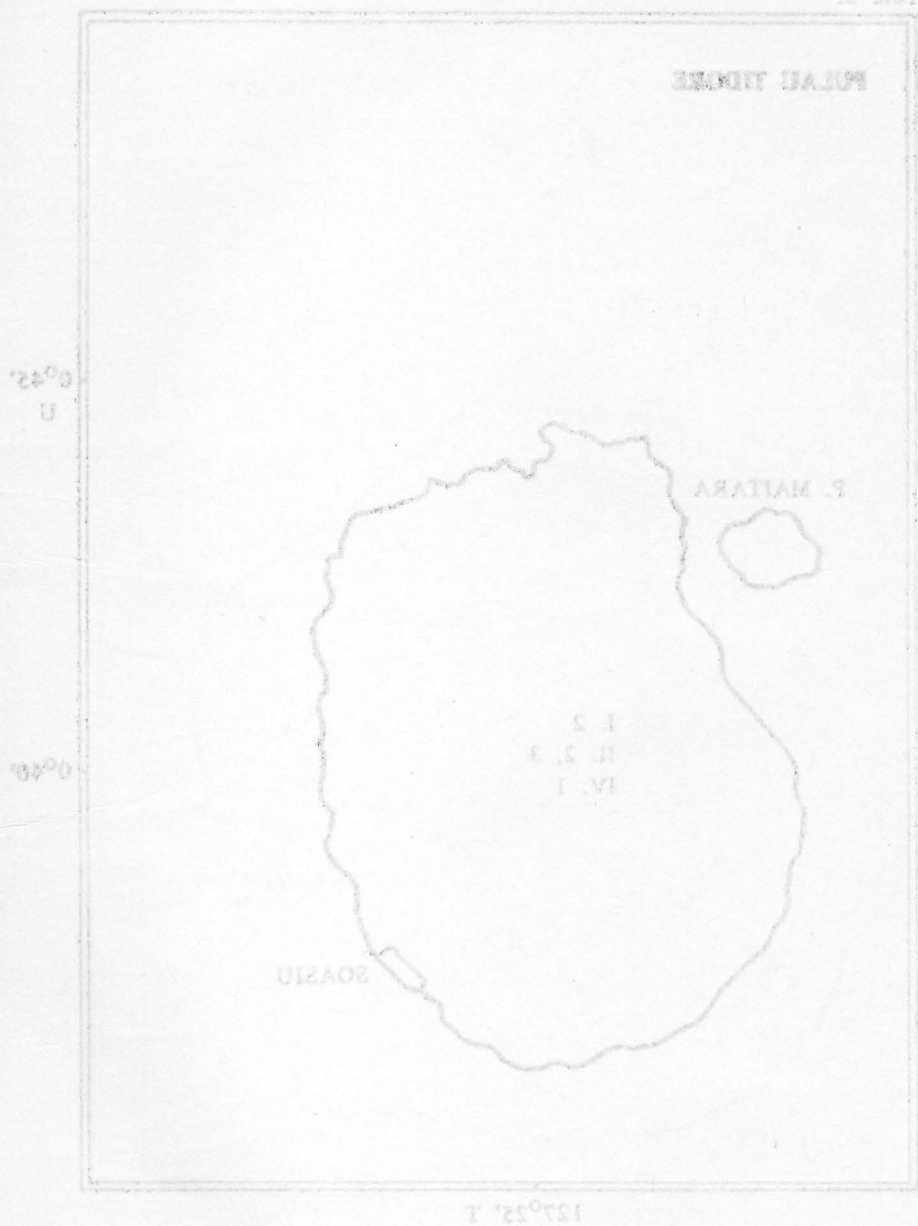 PULAU TIDORE
0°45'
U
P. MAITARA
I. 2
II. 2, 3
IV. 1
0°40'
SOASIU
127°25' T